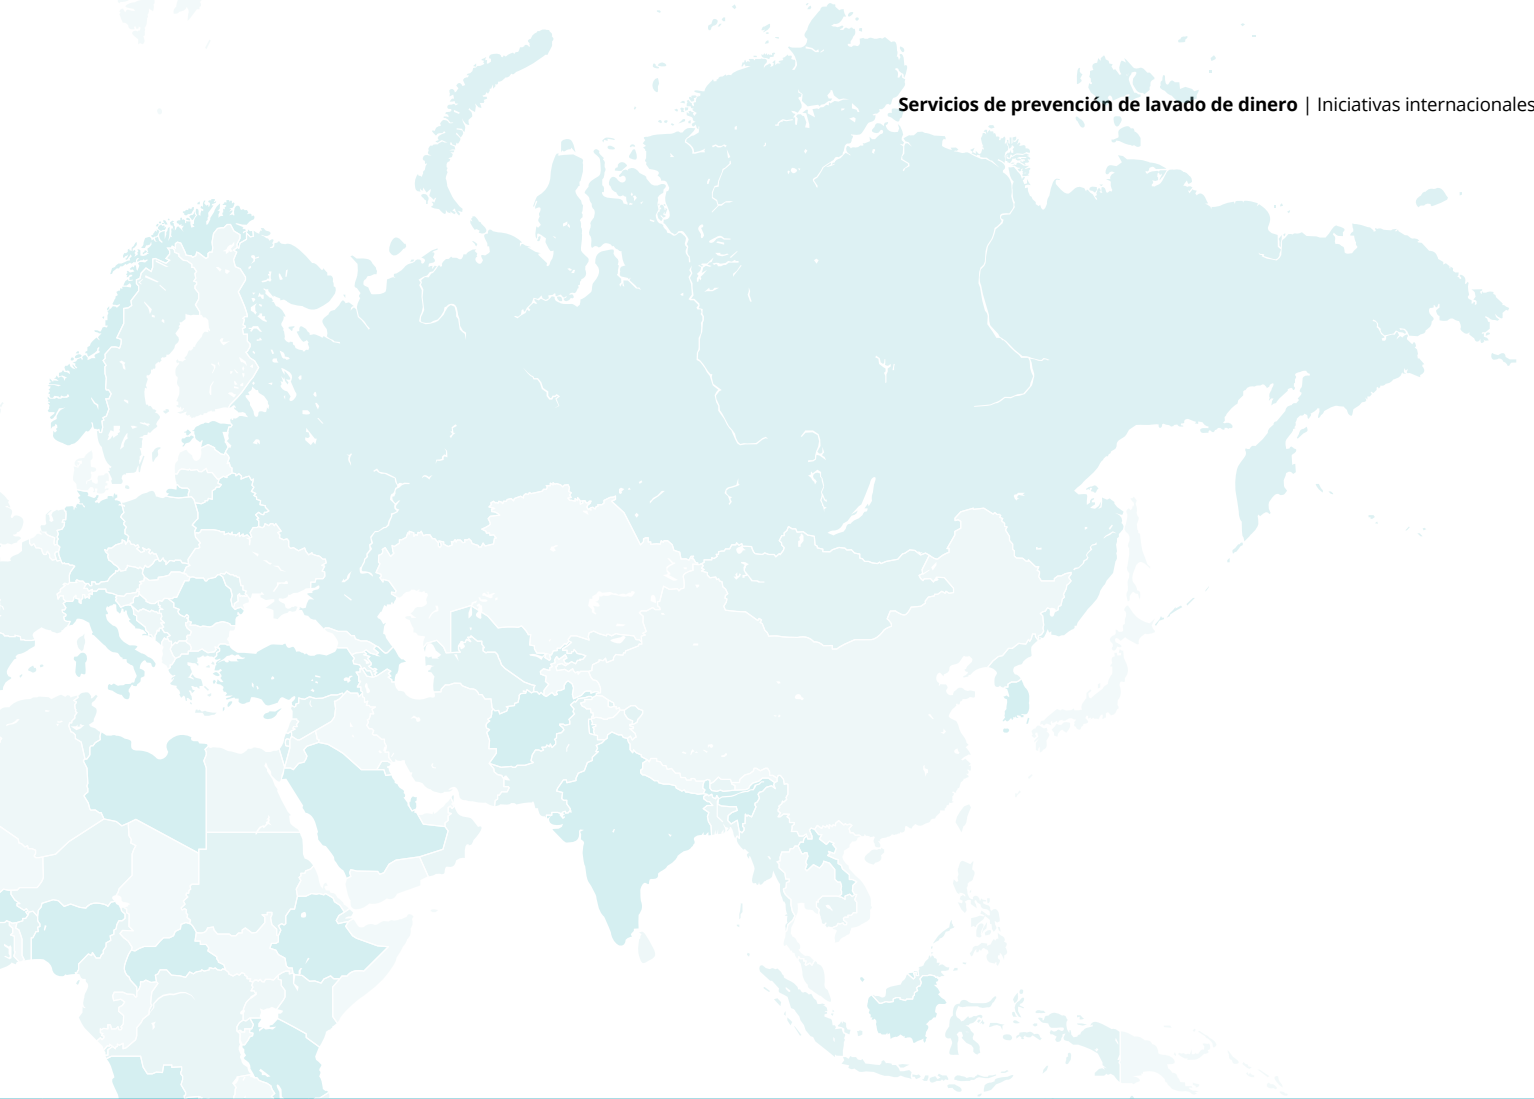 Servicios de prevención de lavado de dinero | Iniciativas internacionales